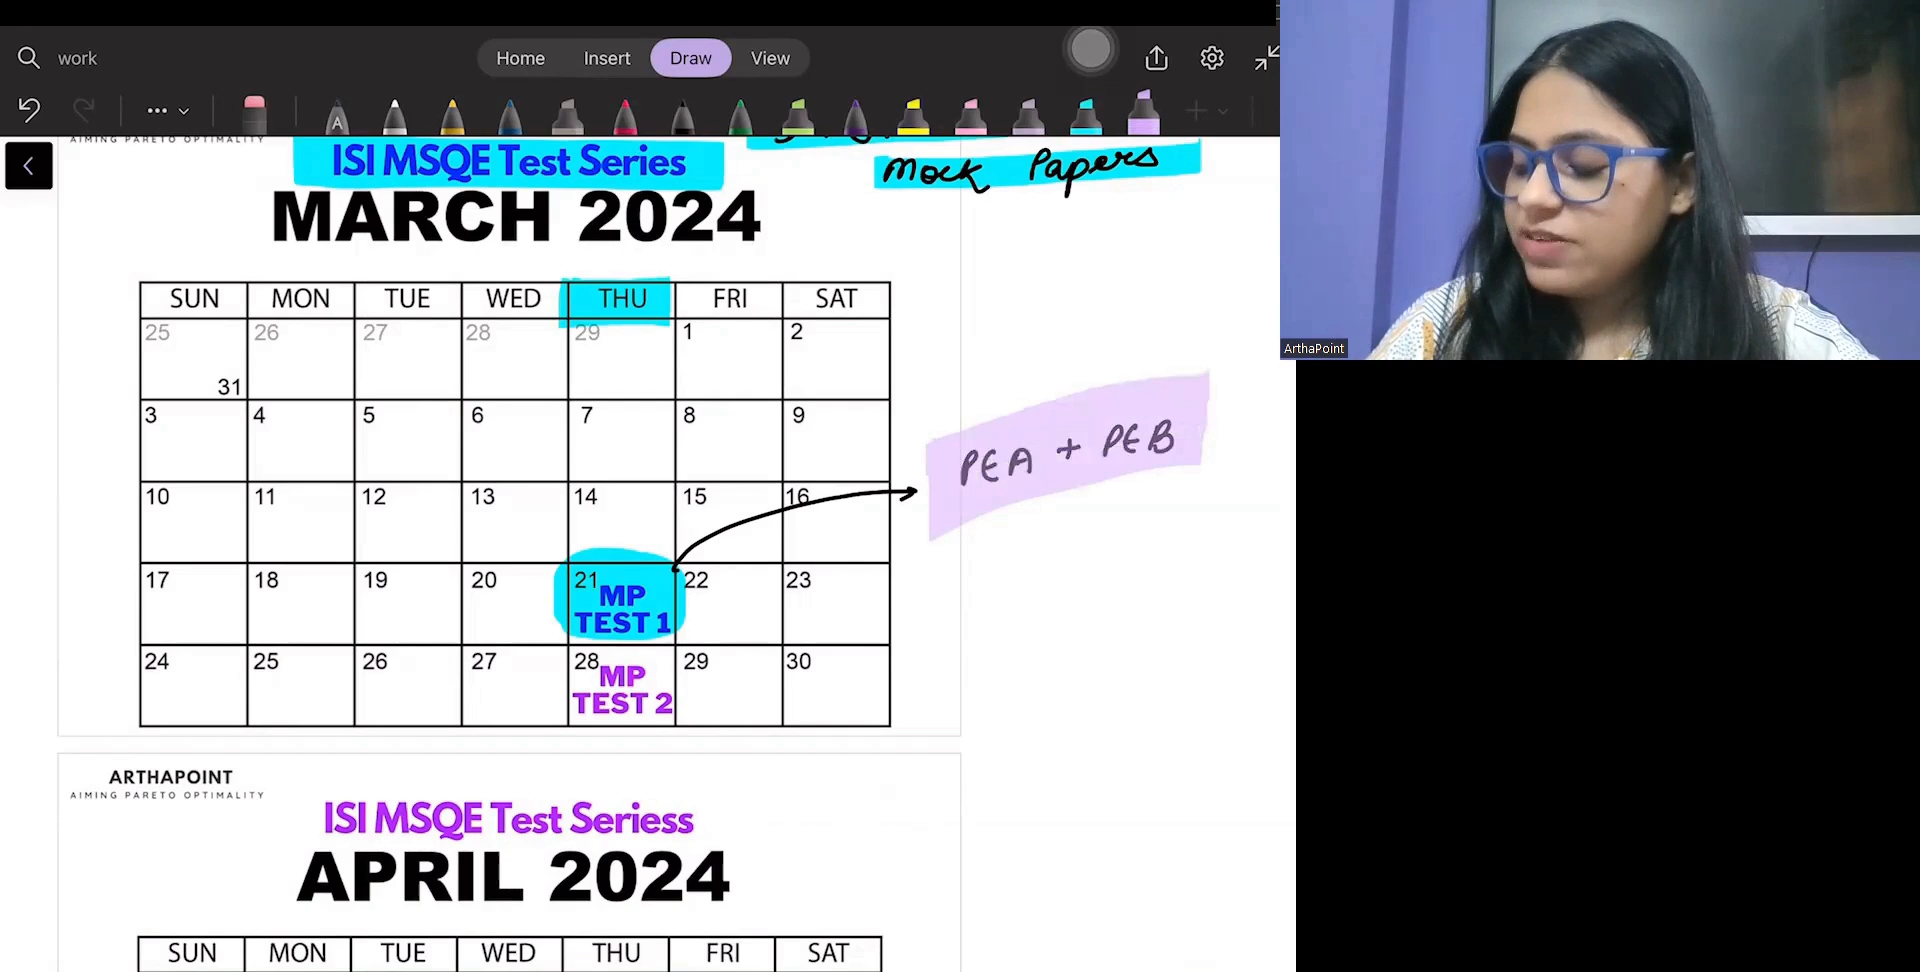 work
Home Insert Draw View
A
AIMING PARETO OPTIMALITY
ISI MSQE Test Series
Mock Papers
MARCH 2024
SUN MON TUE WED THU FRI SAT
25 26 27 28 29 1 2
31
3 4 5 6 7 8 9
PEA + PEB
10 11 12 13 14 15 16
17 18 19 20 21 22 23
MP
TEST 1
24 25 26 27 28 29 30
MP
TEST 2
ArthaPoint
ARTHAPOINT
AIMING PARETO OPTIMALITY
ISI MSQE Test Seriess
APRIL 2024
SUN MON TUE WED THU FRI SAT